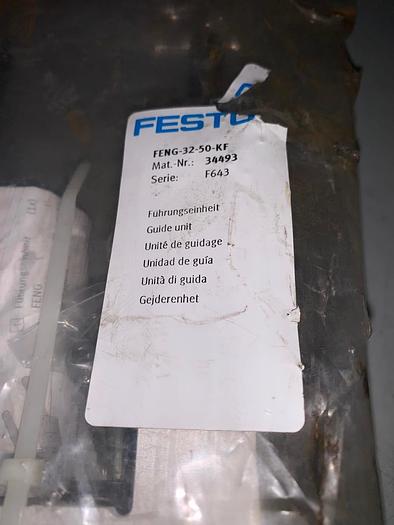 FESTO
FENG-32-50-KF
Mat.-Nr.: 34493
Serie: F643
Führungseinheit
Guide unit
Unité de guidage
Unidad de guía
Unità di guida
Gejderenhet
FENG